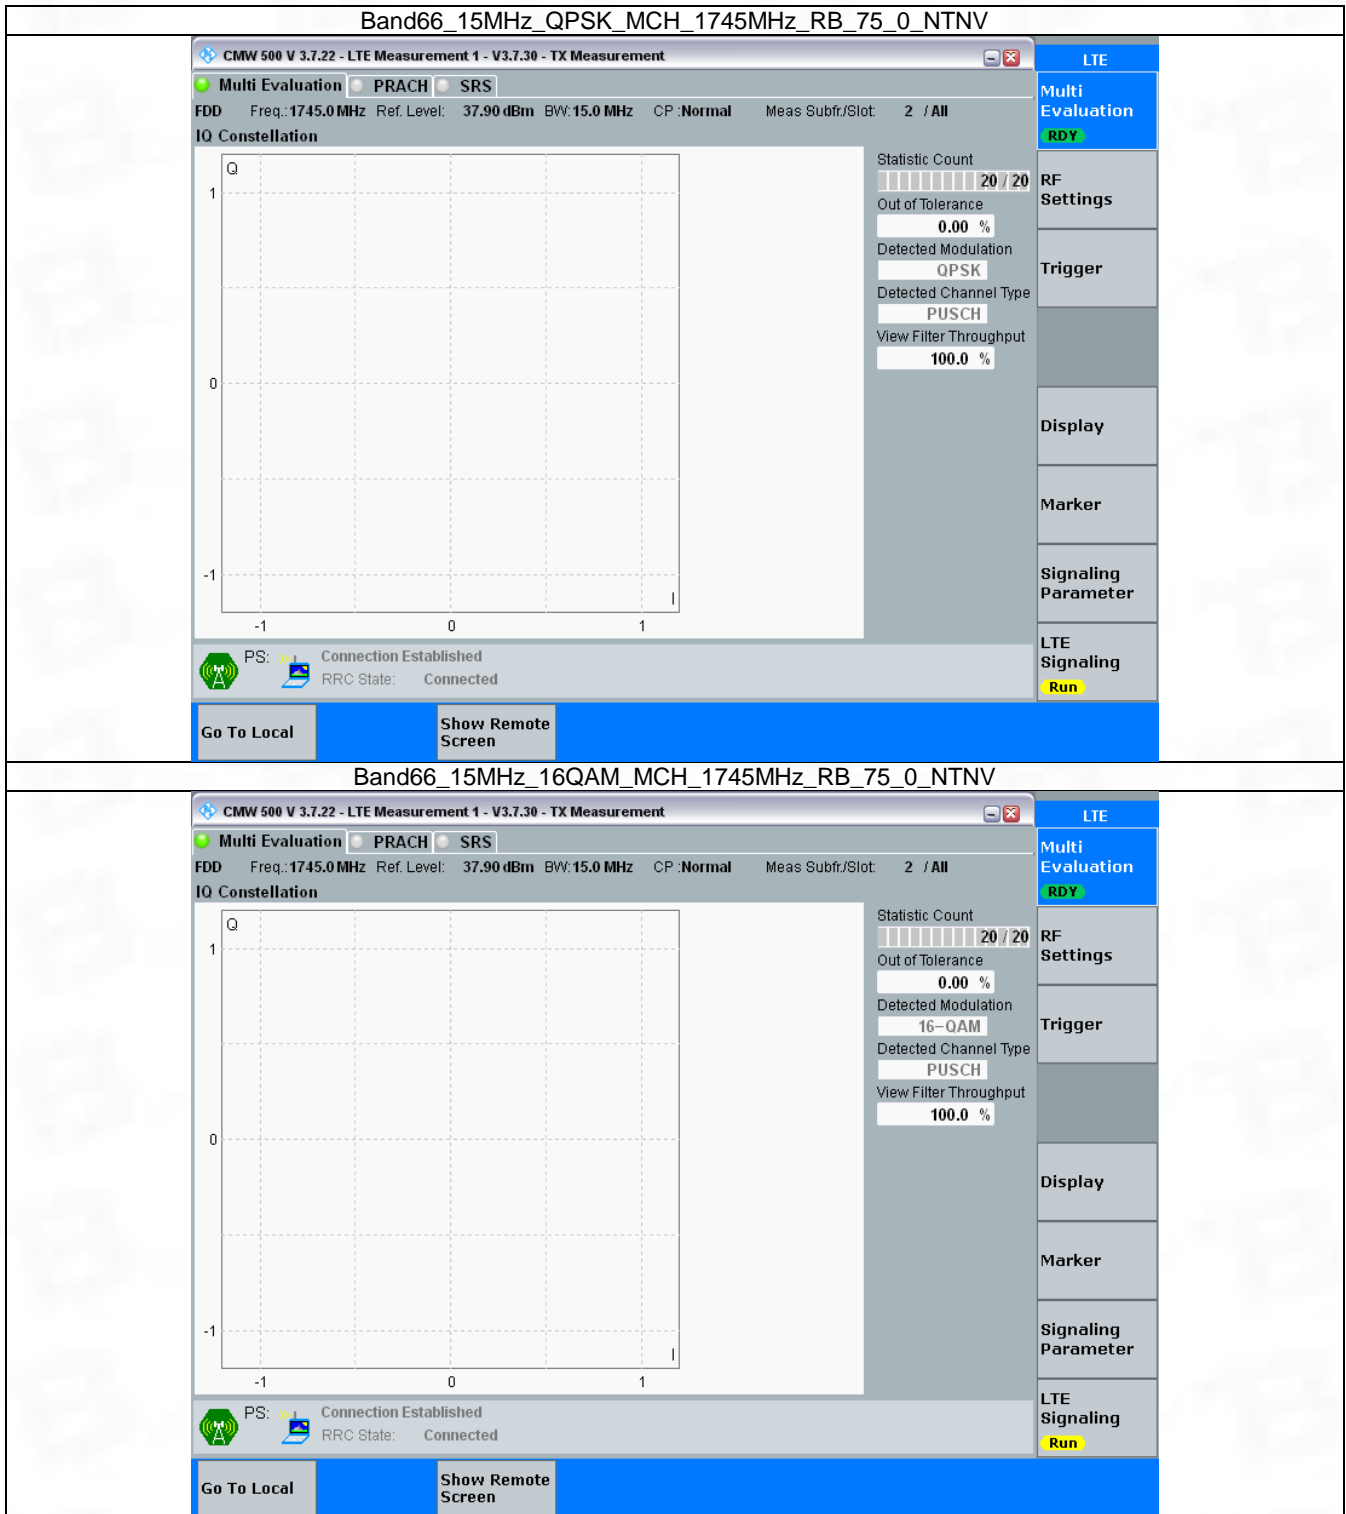 Band66_15MHz_QPSK_MCH_1745MHz_RB_75_0_NTNV
CMW 500 V 3.7.22 - LTE Measurement 1 - V3.7.30 - TX Measurement
LTE
Multi Evaluation PRACH SRS
FDD Freq.: 1745.0 MHz Ref. Level: 37.90 dBm BW: 15.0 MHz CP : Normal Meas Subfr./Slot: 2 / All
IQ Constellation
Multi
Evaluation
RDY
Q
1
0
-1
I
-1 0 1
Statistic Count
20 / 20
Out of Tolerance
0.00 %
Detected Modulation
QPSK
Detected Channel Type
PUSCH
View Filter Throughput
100.0 %
RF
Settings
Trigger
Display
Marker
Signaling
Parameter
LTE
Signaling
Run
PS: Connection Established
RRC State: Connected
Go To Local
Show Remote
Screen
Band66_15MHz_16QAM_MCH_1745MHz_RB_75_0_NTNV
CMW 500 V 3.7.22 - LTE Measurement 1 - V3.7.30 - TX Measurement
LTE
Multi Evaluation PRACH SRS
FDD Freq.: 1745.0 MHz Ref. Level: 37.90 dBm BW: 15.0 MHz CP : Normal Meas Subfr./Slot: 2 / All
IQ Constellation
Multi
Evaluation
RDY
Q
1
0
-1
I
-1 0 1
Statistic Count
20 / 20
Out of Tolerance
0.00 %
Detected Modulation
16-QAM
Detected Channel Type
PUSCH
View Filter Throughput
100.0 %
RF
Settings
Trigger
Display
Marker
Signaling
Parameter
LTE
Signaling
Run
PS: Connection Established
RRC State: Connected
Go To Local
Show Remote
Screen